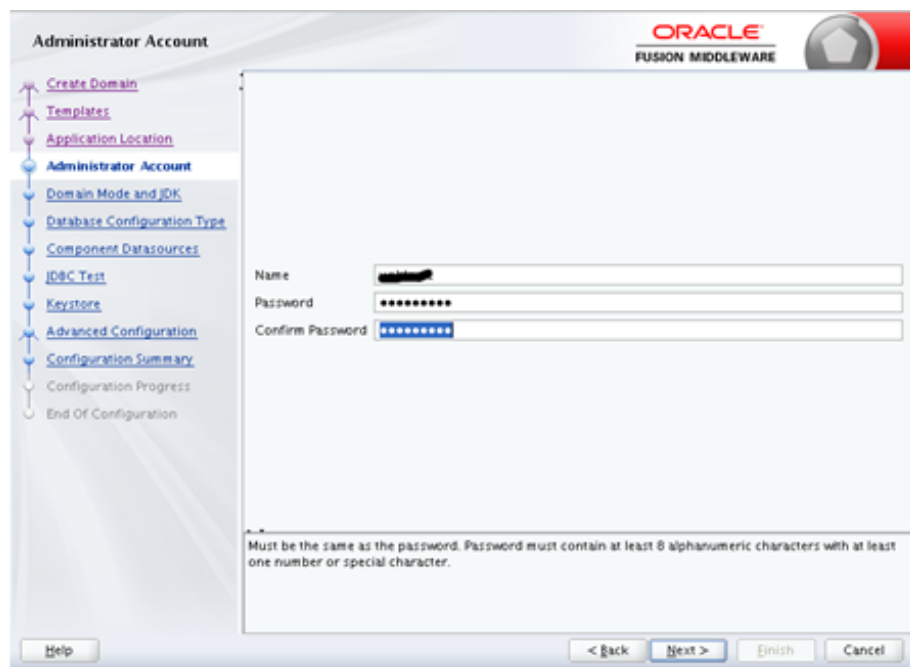 Administrator Account
ORACLE
FUSION MIDDLEWARE
Create Domain
Templates
Application Location
Administrator Account
Domain Mode and JDK
Database Configuration Type
Component Datasources
JDBC Test
Keystore
Advanced Configuration
Configuration Summary
Configuration Progress
End Of Configuration
Name
Password •••••••••
Confirm Password •••••••••
Must be the same as the password. Password must contain at least 8 alphanumeric characters with at least
one number or special character.
Help
< Back Next > Finish Cancel